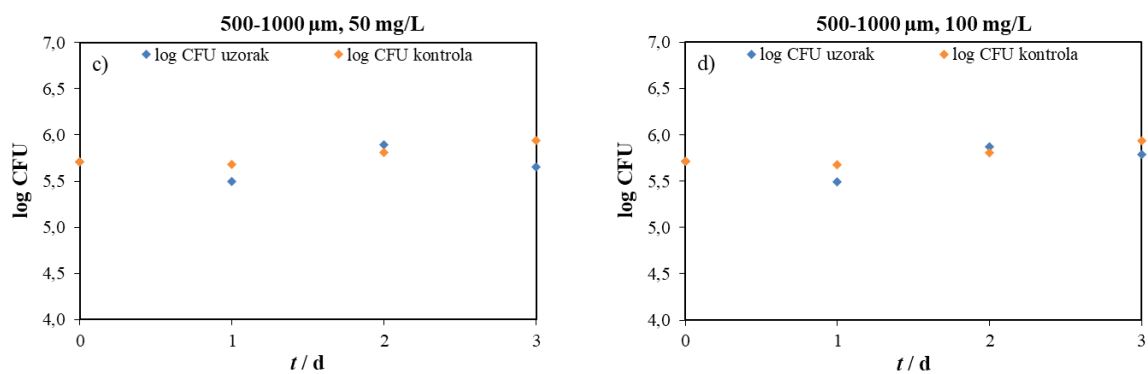 500-1000 µm, 50 mg/L
c)
log CFU uzorak
log CFU kontrola
7,0
6,5
6,0
5,5
5,0
4,5
4,0
log CFU
0 1 2 3
t / d
500-1000 µm, 100 mg/L
d)
log CFU uzorak
log CFU kontrola
7,0
6,5
6,0
5,5
5,0
4,5
4,0
log CFU
0 1 2 3
t / d